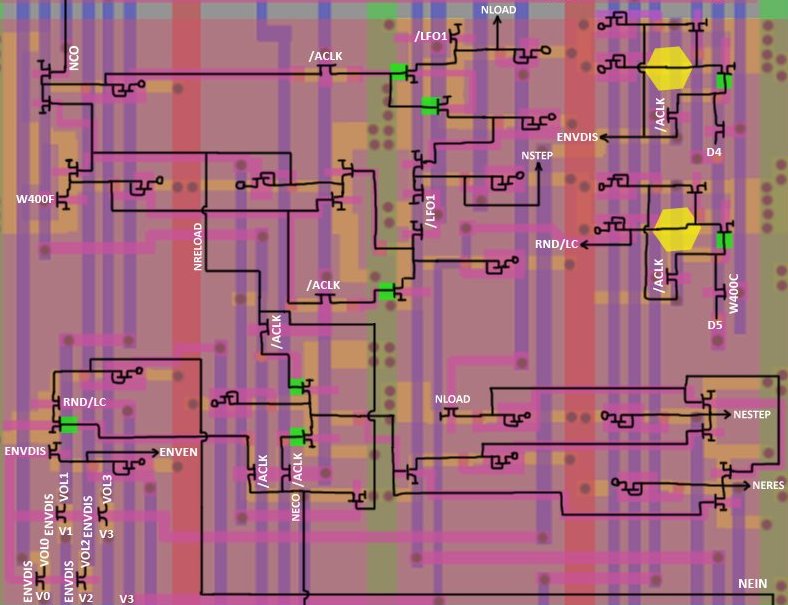 NLOAD
/LFO1
NCO
/ACLK
/ACLK
ENVDIS
D4
NSTEP
W400F
/LFO1
RND/LC
NRELOAD
/ACLK
W400C
/ACLK
D5
/ACLK
RND/LC
NLOAD
NESTEP
ENVDIS
ENVEN
/ACLK
/ACLK
NERES
NECO
ENVDIS
VOL1
V1
ENVDIS
VOL3
V3
ENVDIS
VOL0
V0
ENVDIS
VOL2
V2
V3
NEIN